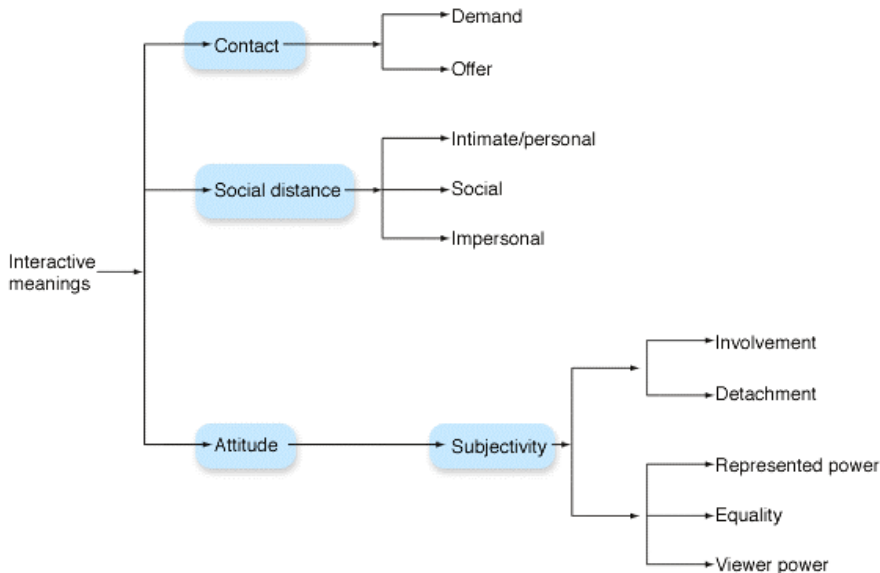 Contact
Demand
Offer
Social distance
Intimate/personal
Social
Impersonal
Interactive
meanings
Attitude
Subjectivity
Involvement
Detachment
Represented power
Equality
Viewer power